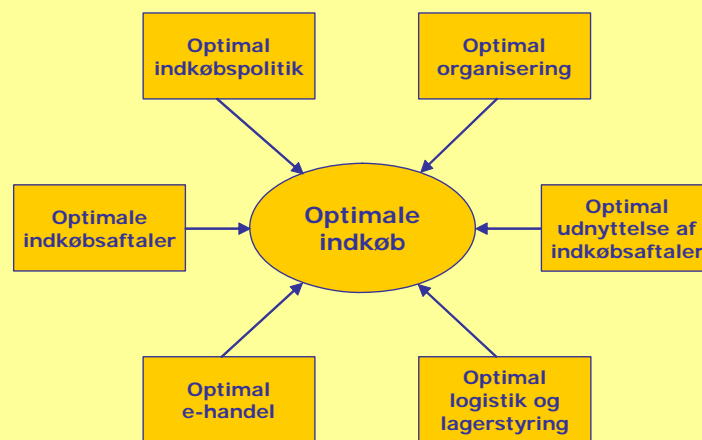 Optimal
indkøbspolitik
Optimal
organisering
Optimale
indkøbsaftaler
Optimale
indkøb
Optimal
udnyttelse af
indkøbsaftaler
Optimal
e-handel
Optimal
logistik og
lagerstyring